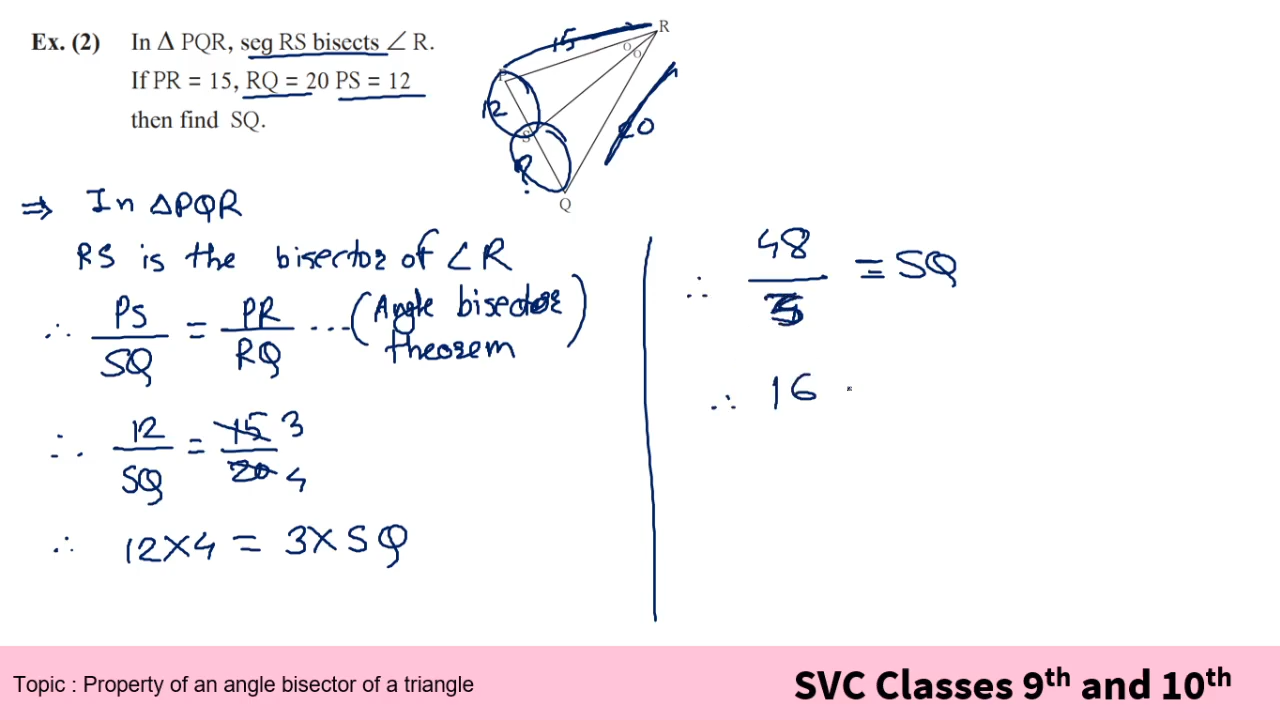 Ex. (2) In Δ PQR, seg RS bisects ∠ R.
If PR = 15, RQ = 20 PS = 12
then find SQ.
R
15
P
12
S
20
?
Q
⇒ In ΔPQR
RS is the bisector of ∠R
∴ PS/SQ = PR/RQ ... (Angle bisector theorem)
∴ 12/SQ = 15/20 3/4
∴ 12×4 = 3×SQ
∴ 48/3 = SQ
∴ 16
Topic : Property of an angle bisector of a triangle
SVC Classes 9th and 10th